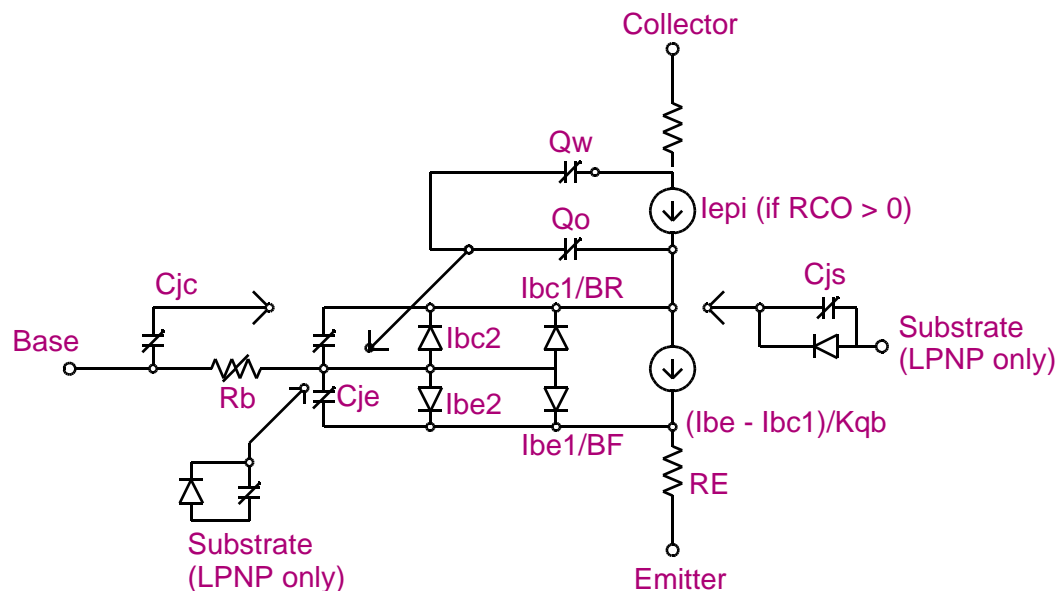 Collector
Qw
Iepi (if RCO > 0)
Qo
Cjc
Ibc1/BR
Cjs
Base
Ibc2
Substrate
(LPNP only)
Rb
Cje
Ibe2
(Ibe - Ibc1)/Kqb
Ibe1/BF
RE
Substrate
(LPNP only)
Emitter